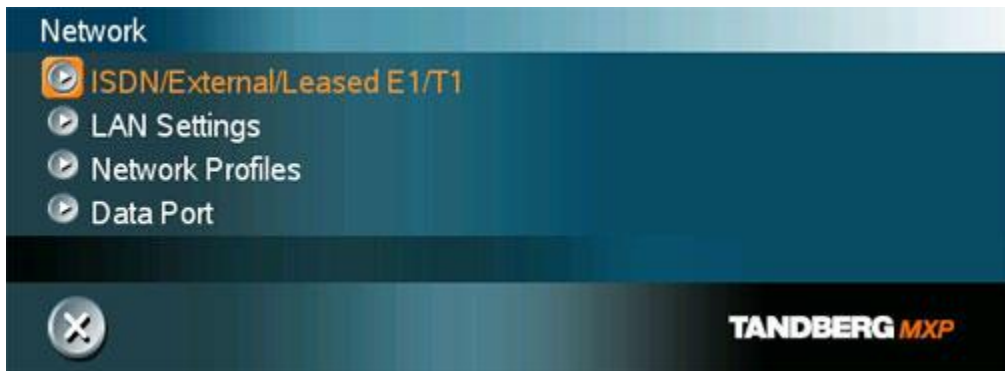 Network
ISDN/External/Leased E1/T1
LAN Settings
Network Profiles
Data Port
TANDBERG MXP